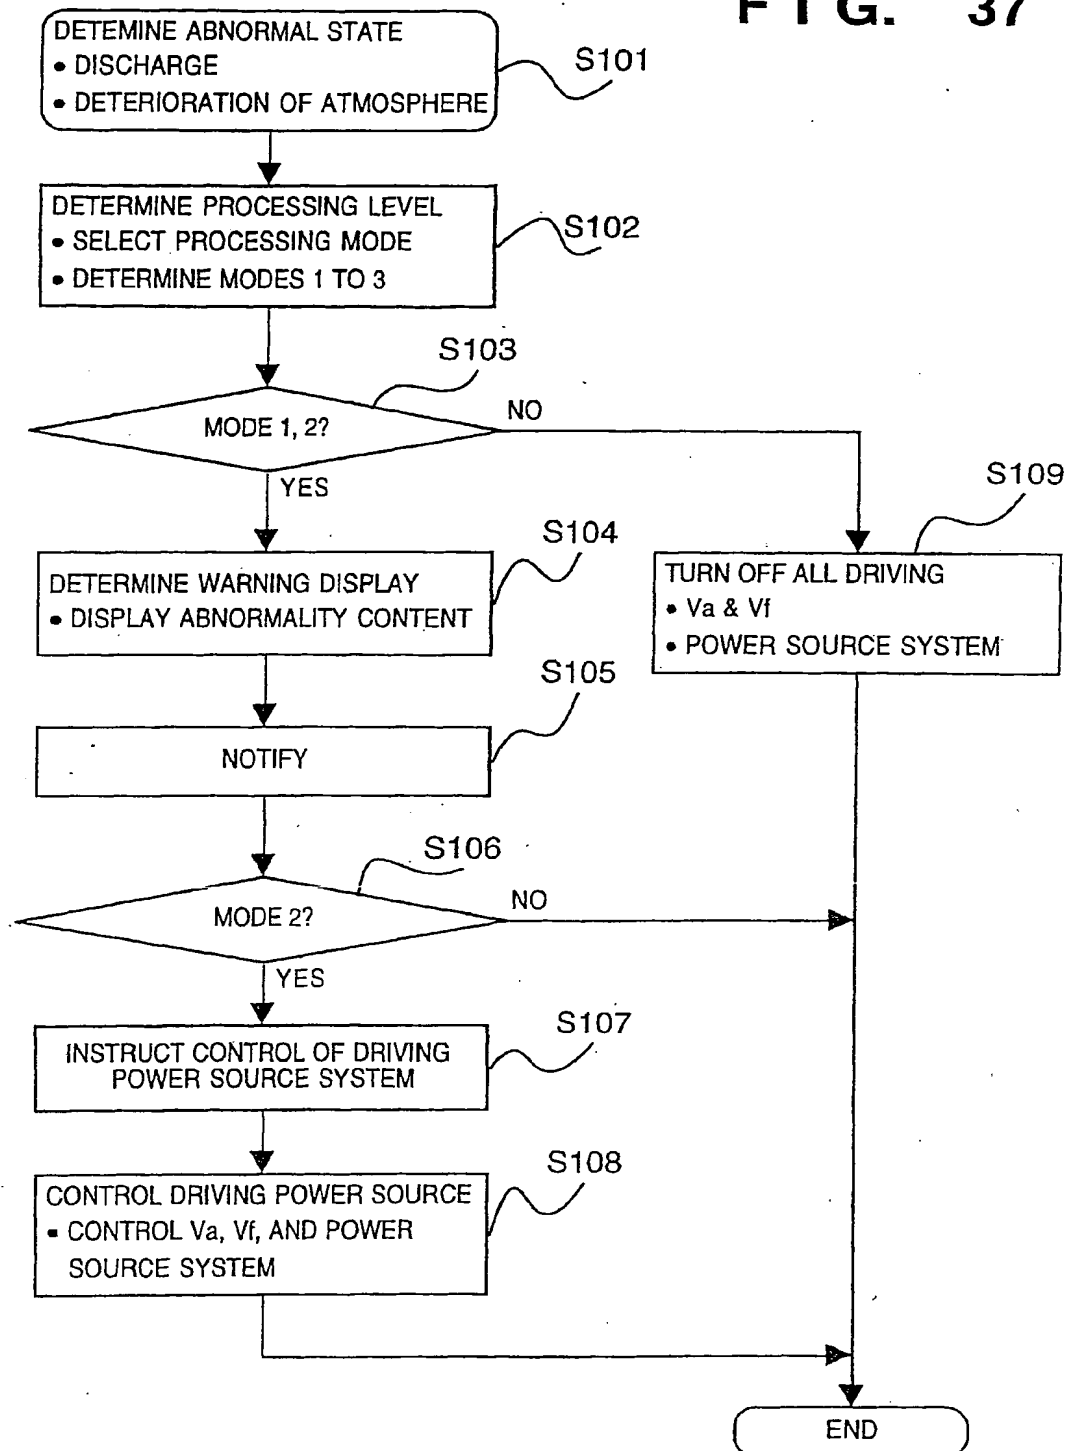 FIG. 37
DETEMINE ABNORMAL STATE
• DISCHARGE
• DETERIORATION OF ATMOSPHERE
S101
DETERMINE PROCESSING LEVEL
• SELECT PROCESSING MODE
• DETERMINE MODES 1 TO 3
S102
S103
MODE 1, 2?
NO
YES
S109
TURN OFF ALL DRIVING
• Va & Vf
• POWER SOURCE SYSTEM
S104
DETERMINE WARNING DISPLAY
• DISPLAY ABNORMALITY CONTENT
S105
NOTIFY
S106
MODE 2?
NO
YES
S107
INSTRUCT CONTROL OF DRIVING
POWER SOURCE SYSTEM
S108
CONTROL DRIVING POWER SOURCE
• CONTROL Va, Vf, AND POWER
SOURCE SYSTEM
END